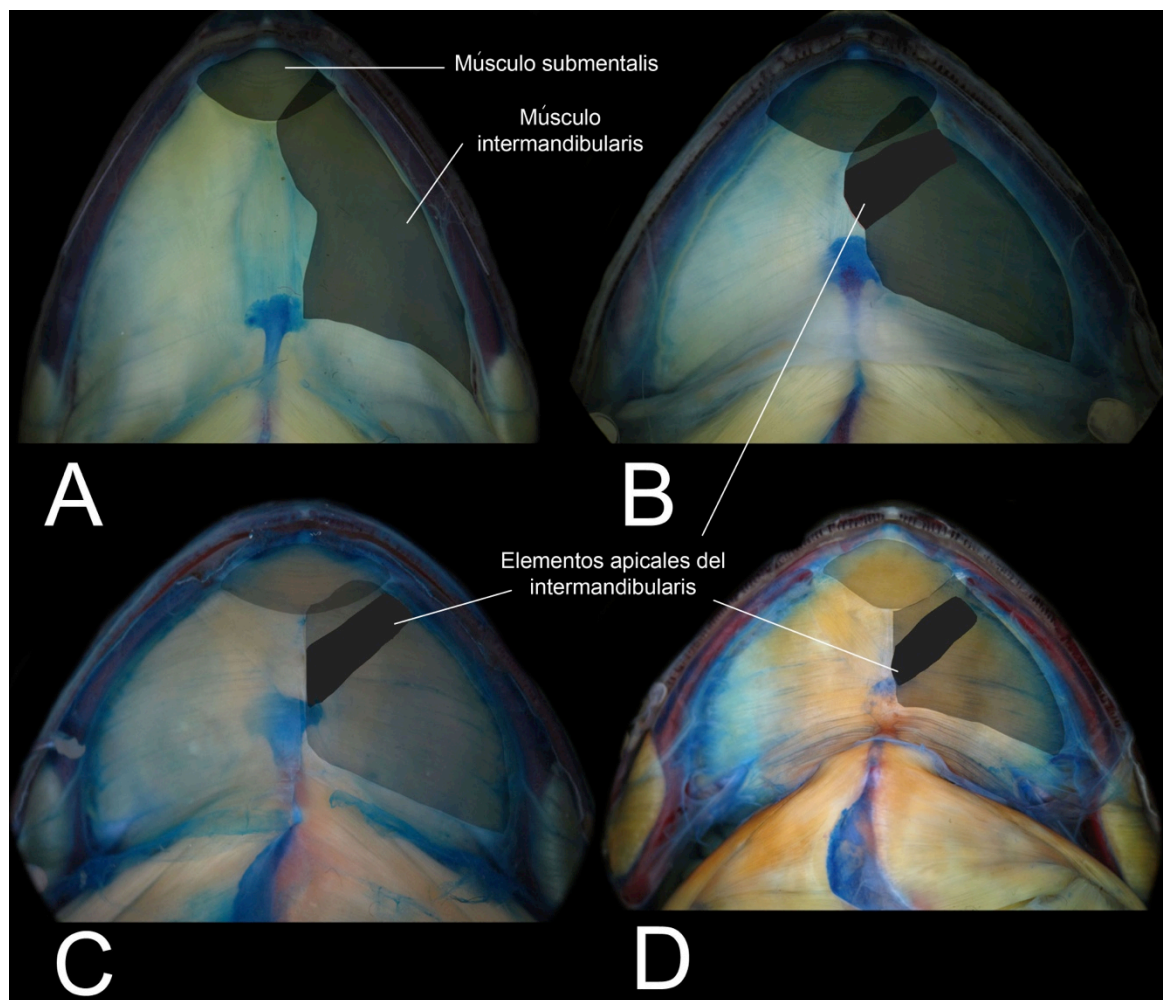 Músculo submentalis
Músculo
intermandibularis
A
B
Elementos apicales del
intermandibularis
C
D